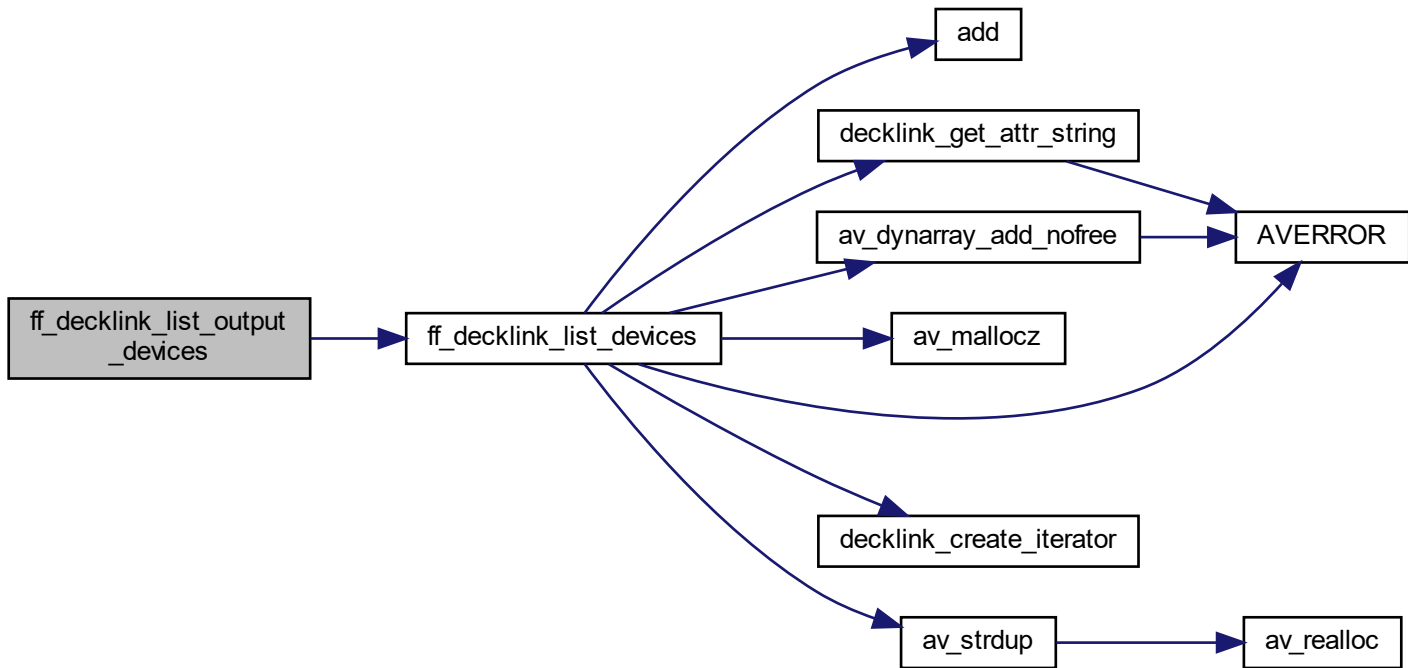 add
decklink_get_attr_string
av_dynarray_add_nofree
AVERROR
ff_decklink_list_output
_devices
ff_decklink_list_devices
av_mallocz
decklink_create_iterator
av_strdup
av_realloc